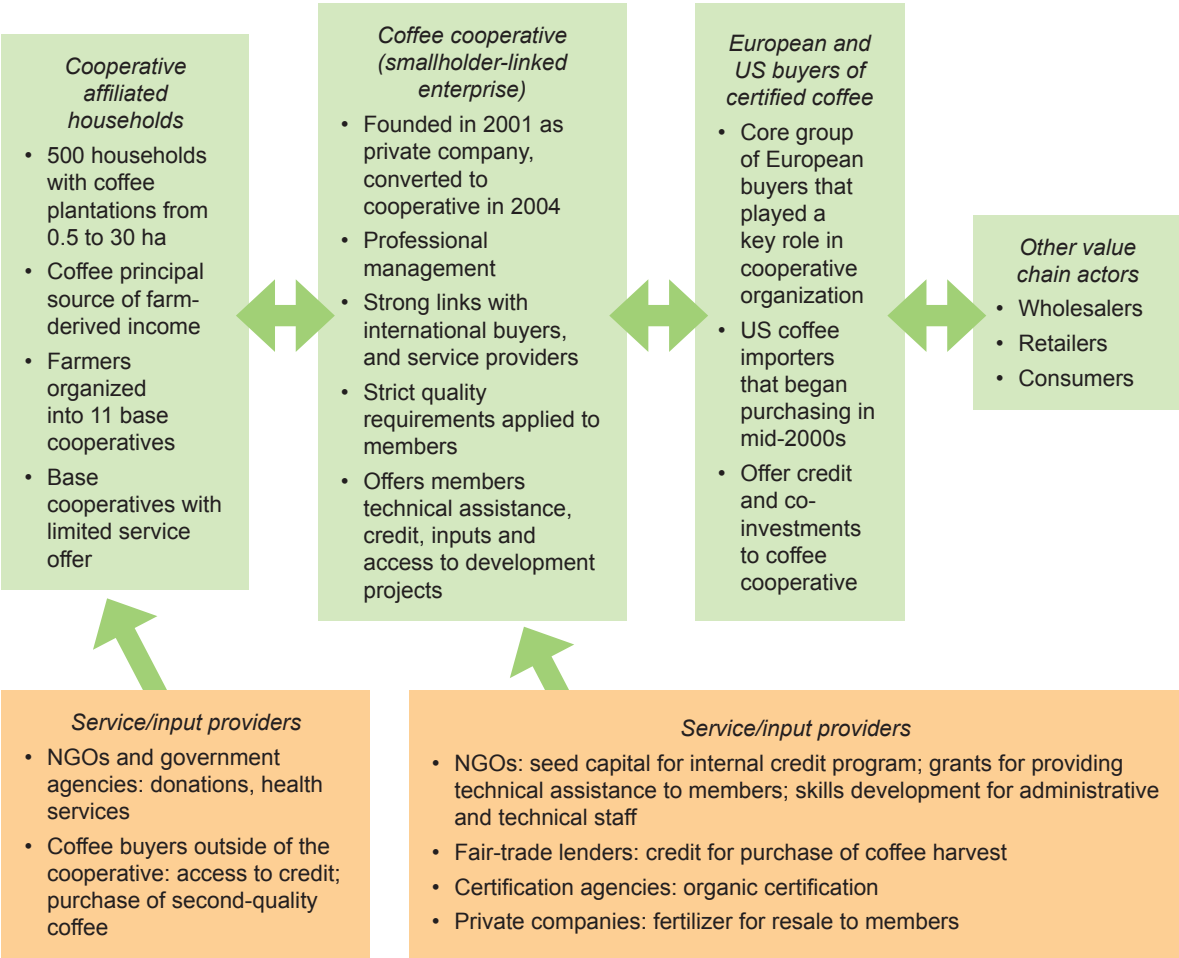 Cooperative
affiliated
households
• 500 households
with coffee
plantations from
0.5 to 30 ha
• Coffee principal
source of farm-
derived income
• Farmers
organized
into 11 base
cooperatives
• Base
cooperatives with
limited service
offer
Coffee cooperative
(smallholder-linked
enterprise)
• Founded in 2001 as
private company,
converted to
cooperative in 2004
• Professional
management
• Strong links with
international buyers,
and service providers
• Strict quality
requirements applied to
members
• Offers members
technical assistance,
credit, inputs and
access to development
projects
European and
US buyers of
certified coffee
• Core group
of European
buyers that
played a
key role in
cooperative
organization
• US coffee
importers
that began
purchasing in
mid-2000s
• Offer credit
and co-
investments
to coffee
cooperative
Other value
chain actors
• Wholesalers
• Retailers
• Consumers
Service/input providers
• NGOs and government
agencies: donations, health
services
• Coffee buyers outside of the
cooperative: access to credit;
purchase of second-quality
coffee
Service/input providers
• NGOs: seed capital for internal credit program; grants for providing
technical assistance to members; skills development for administrative
and technical staff
• Fair-trade lenders: credit for purchase of coffee harvest
• Certification agencies: organic certification
• Private companies: fertilizer for resale to members